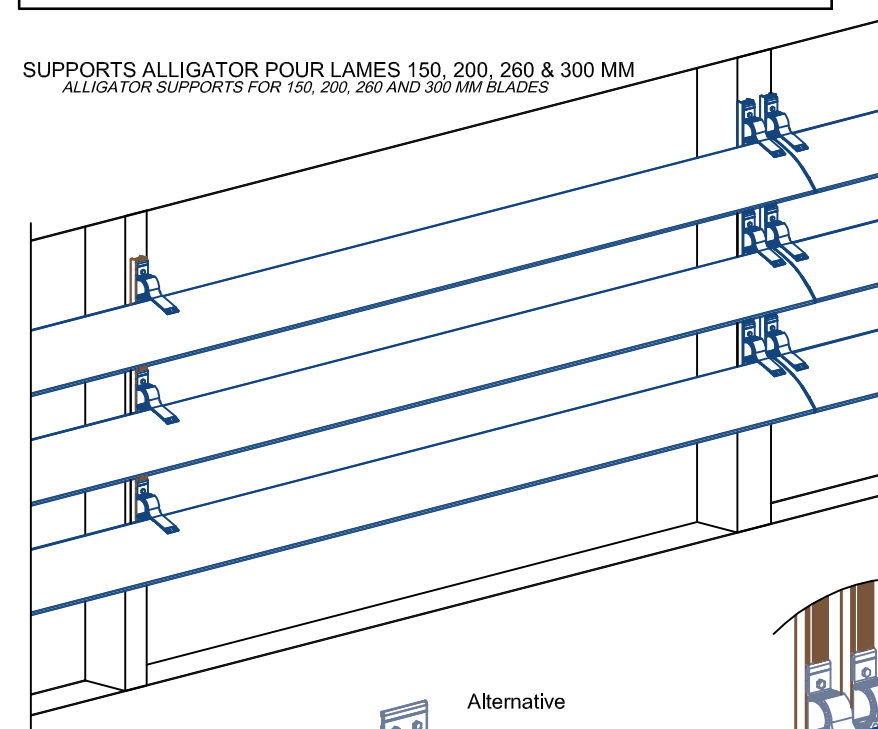 SUPPORTS ALLIGATOR POUR LAMES 150, 200, 260 & 300 MM
ALLIGATOR SUPPORTS FOR 150, 200, 260 AND 300 MM BLADES
Alternative